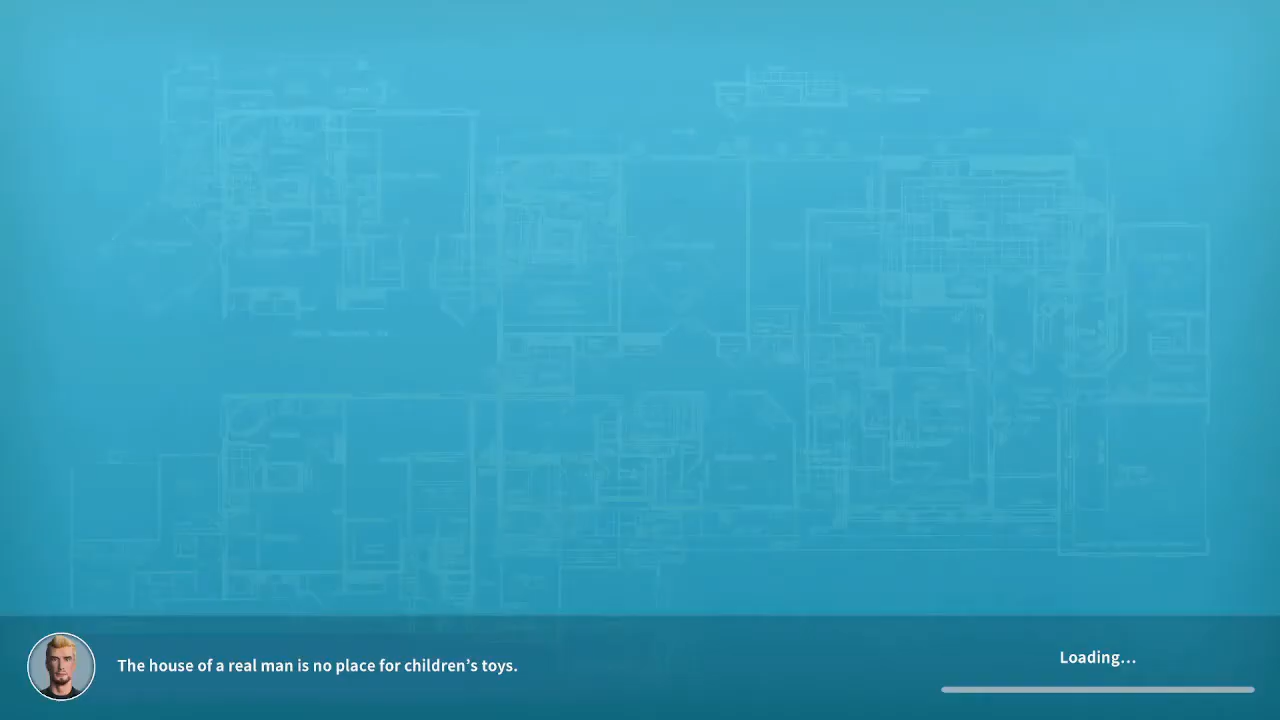 The house of a real man is no place for children's toys.
Loading...